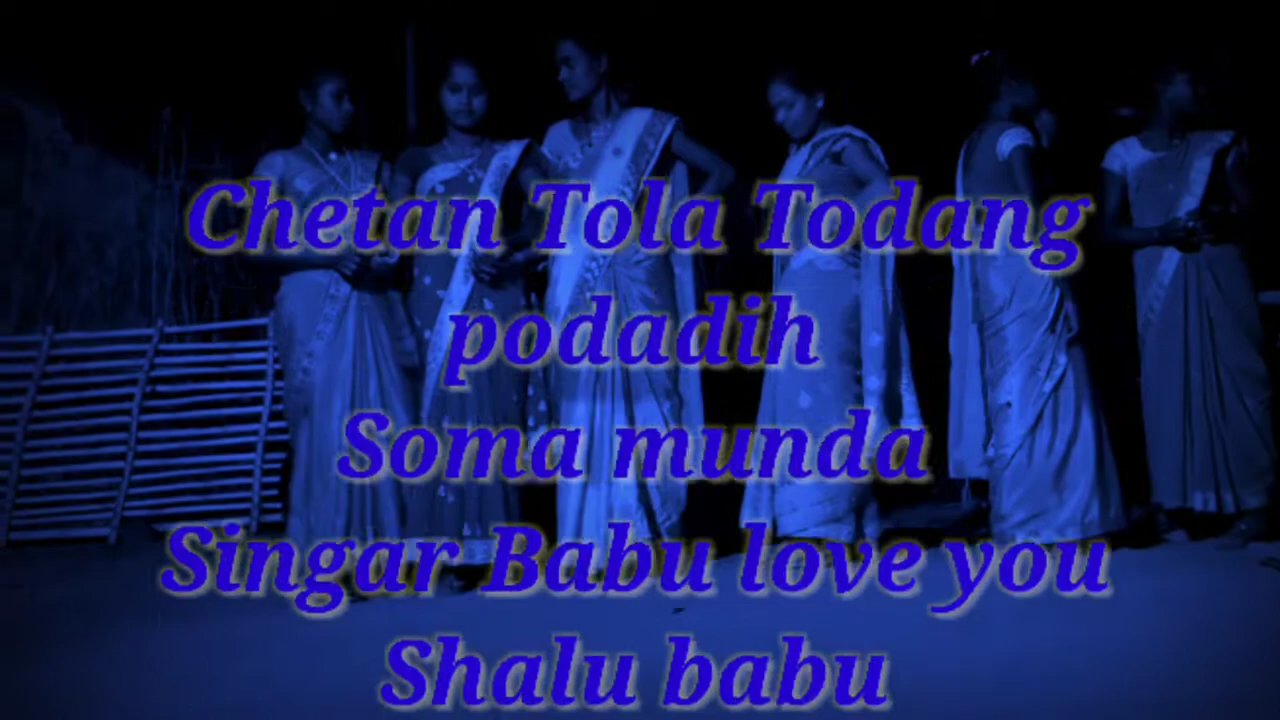 Chetan Tola Todang
podadih
Soma munda
Singar Babu love you
Shalu babu